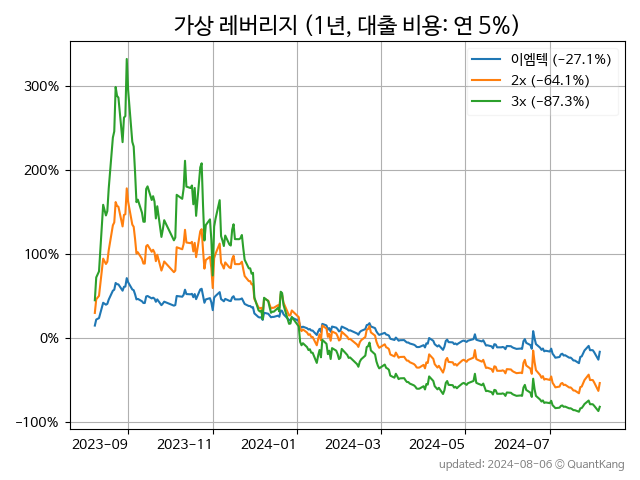 가상 레버리지 (1년, 대출 비용: 연 5%)
이엠텍 (−27.1%)
2x (−64.1%)
3x (−87.3%)
300%
200%
100%
0%
−100%
2023-09 2023-11 2024-01 2024-03 2024-05 2024-07
updated: 2024-08-06 © QuantKang